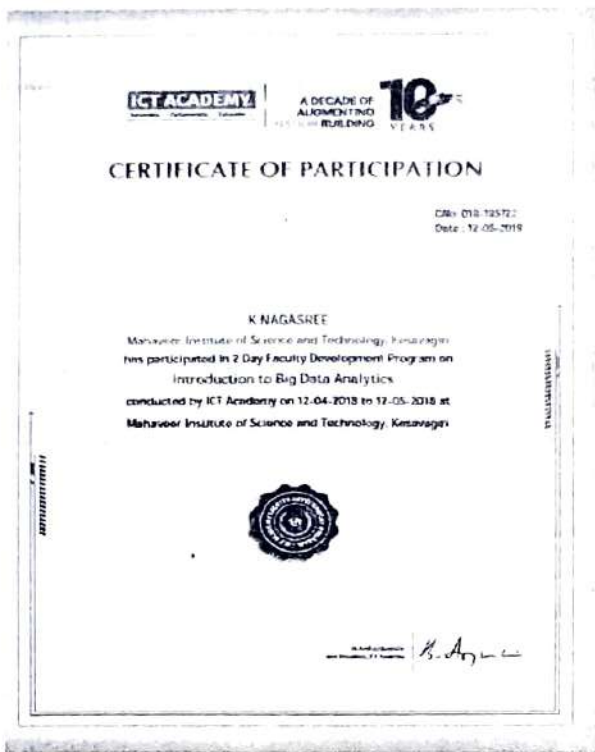 ICT ACADEMY
A DECADE OF
AUGMENTING
BUILDING
10
YEARS
CERTIFICATE OF PARTICIPATION
Date : 12-05-2018
K NAGASREE
Mahaveer Institute of Science and Technology, Kesavagiri
has participated in 2 Day Faculty Development Program on
Introduction to Big Data Analytics
conducted by ICT Academy on 12-04-2018 to 12-05-2018 at
Mahaveer Institute of Science and Technology, Kesavagiri